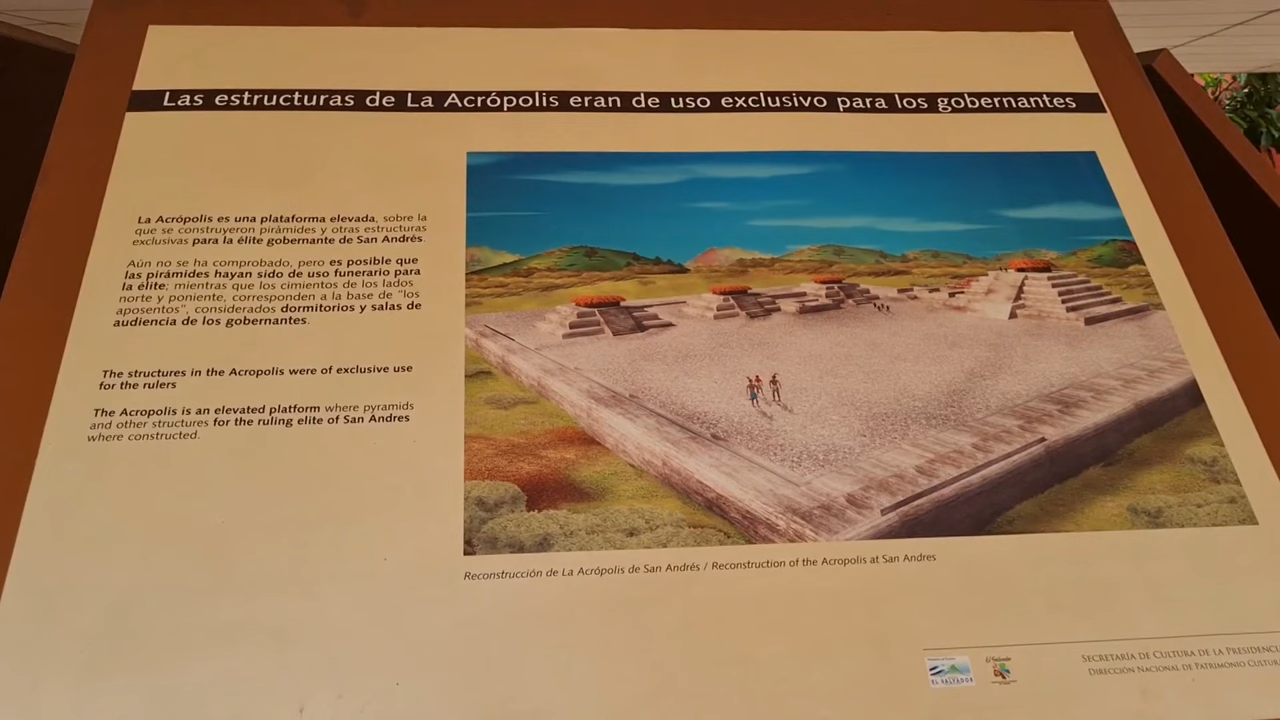 Las estructuras de La Acrópolis eran de uso exclusivo para los gobernantes
La Acrópolis es una plataforma elevada, sobre la
que se construyeron pirámides y otras estructuras
exclusivas para la élite gobernante de San Andrés.
Aún no se ha comprobado, pero es posible que
las pirámides hayan sido de uso funerario para
la élite; mientras que los cimientos de los lados
norte y poniente, corresponden a la base de "los
aposentos", considerados dormitorios y salas de
audiencia de los gobernantes.
The structures in the Acropolis were of exclusive use
for the rulers
The Acropolis is an elevated platform where pyramids
and other structures for the ruling elite of San Andres
where constructed.
Reconstrucción de La Acrópolis de San Andrés / Reconstruction of the Acropolis at San Andres
EL SALVADOR
El Salvador
SECRETARÍA DE CULTURA DE LA PRESIDENCI
DIRECCIÓN NACIONAL DE PATRIMONIO CULTURA